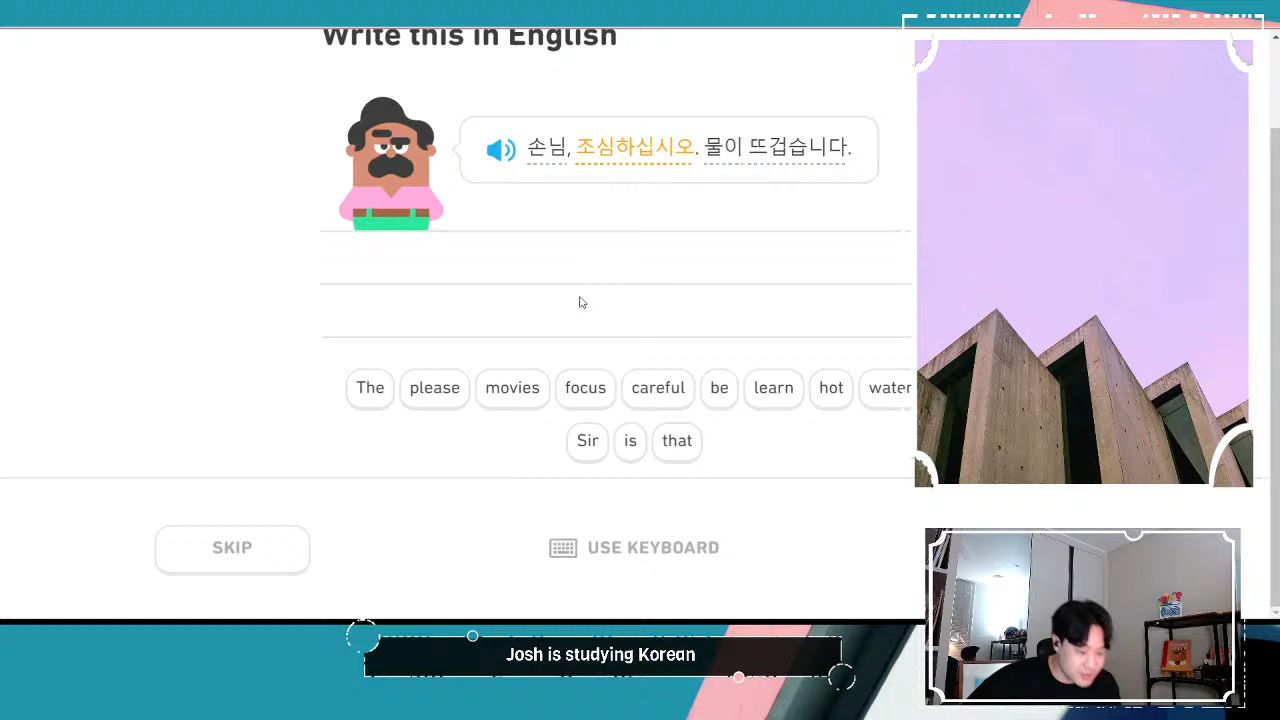 Write this in English
손님, 조심하십시오. 물이 뜨겁습니다.
The please movies focus careful be learn hot water
Sir is that
SKIP
USE KEYBOARD
Josh is studying Korean